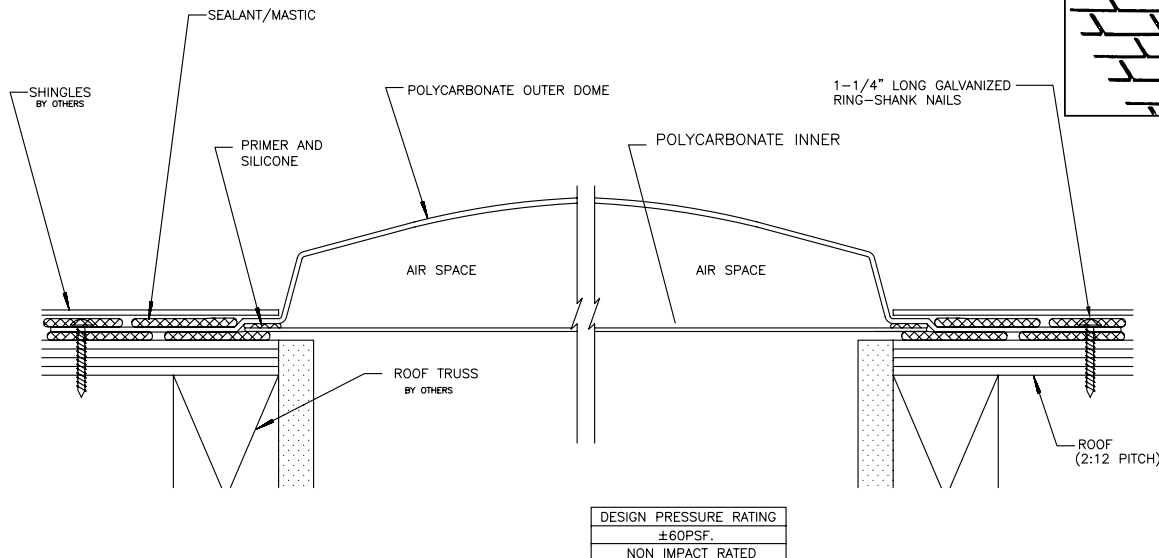 SEALANT/MASTIC
SHINGLES
BY OTHERS
POLYCARBONATE OUTER DOME
1-1/4" LONG GALVANIZED
RING-SHANK NAILS
PRIMER AND
SILICONE
POLYCARBONATE INNER
AIR SPACE
AIR SPACE
ROOF TRUSS
BY OTHERS
ROOF
(2:12 PITCH)
DESIGN PRESSURE RATING
±60PSF.
NON IMPACT RATED